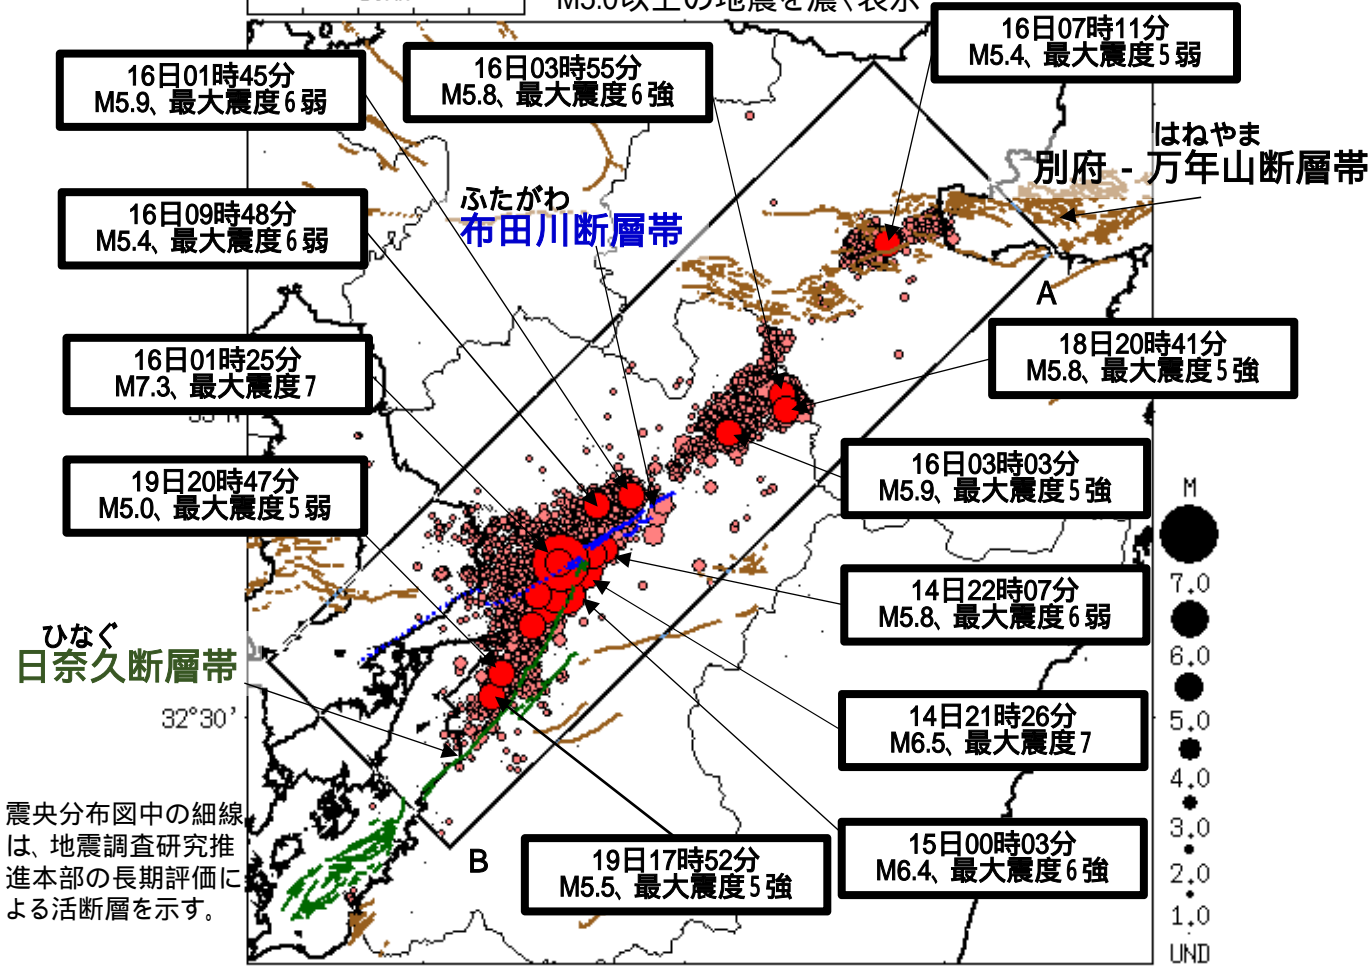 M5.0以上の地震を濃く表示
16日07時11分
M5.4、最大震度5弱
16日01時45分
M5.9、最大震度6弱
16日03時55分
M5.8、最大震度6強
はねやま
別府 - 万年山断層帯
16日09時48分
M5.4、最大震度6弱
ふたがわ
布田川断層帯
A
16日01時25分
M7.3、最大震度7
18日20時41分
M5.8、最大震度5強
19日20時47分
M5.0、最大震度5弱
16日03時03分
M5.9、最大震度5強
M
7.0
6.0
5.0
4.0
3.0
2.0
1.0
UND
14日22時07分
M5.8、最大震度6弱
ひなぐ
日奈久断層帯
32°30'
14日21時26分
M6.5、最大震度7
震央分布図中の細線
は、地震調査研究推
進本部の長期評価に
よる活断層を示す。
B
19日17時52分
M5.5、最大震度5強
15日00時03分
M6.4、最大震度6強